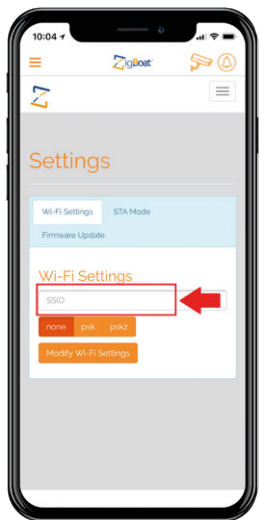 10:04
ZigBoat
Settings
Wi-Fi Settings STA Mode
Firmware Update
Wi-Fi Settings
SSID
none psk psk2
Modify Wi-Fi Settings